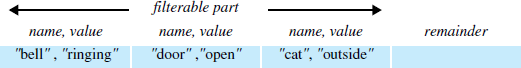 filterable part
name, value name, value name, value remainder
"bell" , "ringing" "door" ,"open" "cat", "outside"